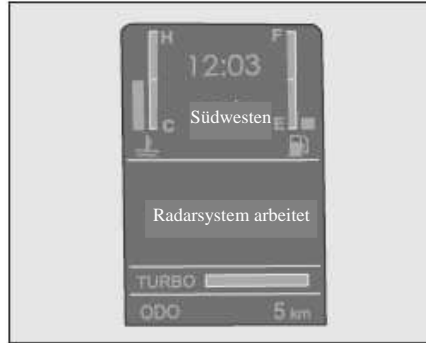 H F
12:03
Südwesten
C E
Radarsystem arbeitet
TURBO
ODO 5 km